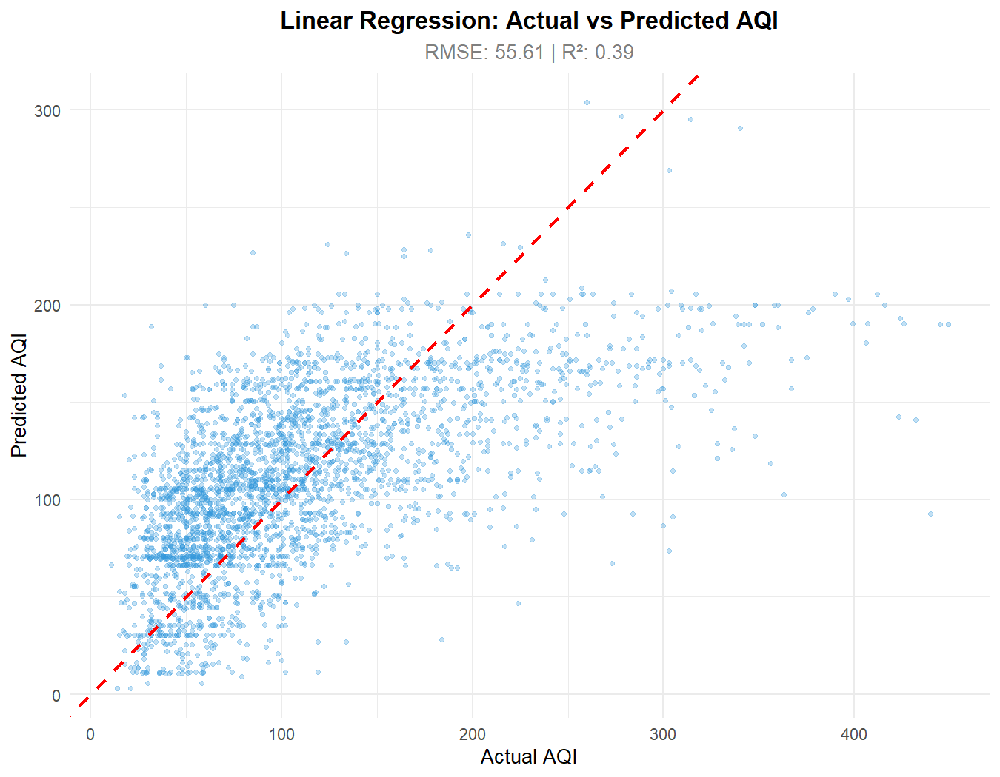 Linear Regression: Actual vs Predicted AQI
RMSE: 55.61 | R²: 0.39
Predicted AQI
300
200
100
0
0 100 200 300 400
Actual AQI